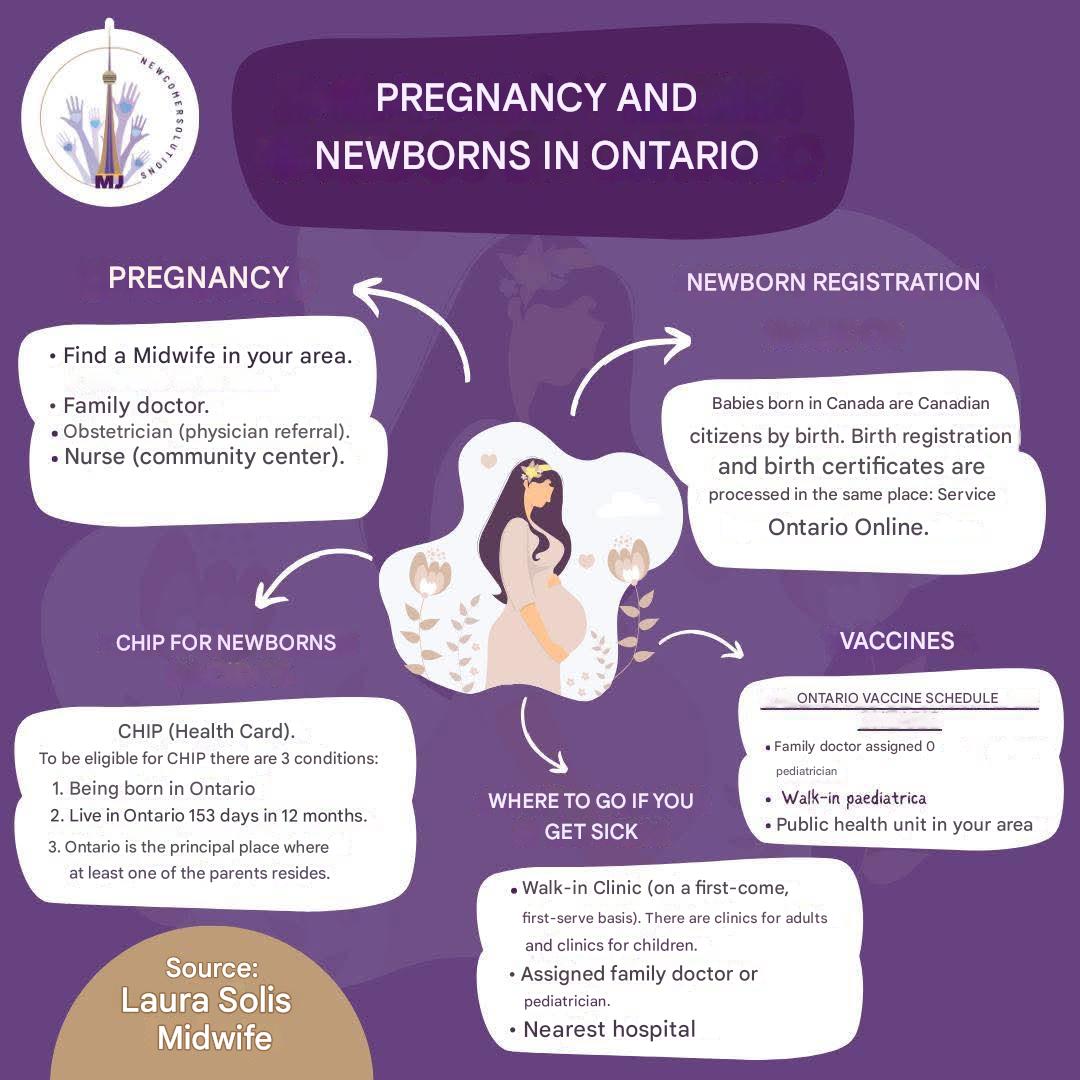 NEWCOMERSOLUTIONS
MJ
PREGNANCY AND
NEWBORNS IN ONTARIO
PREGNANCY
• Find a Midwife in your area.
• Family doctor.
• Obstetrician (physician referral).
• Nurse (community center).
NEWBORN REGISTRATION
Babies born in Canada are Canadian
citizens by birth. Birth registration
and birth certificates are
processed in the same place: Service
Ontario Online.
CHIP FOR NEWBORNS
CHIP (Health Card).
To be eligible for CHIP there are 3 conditions:
1. Being born in Ontario
2. Live in Ontario 153 days in 12 months.
3. Ontario is the principal place where
at least one of the parents resides.
VACCINES
ONTARIO VACCINE SCHEDULE
• Family doctor assigned 0
pediatrician
• Walk-in paediatrica
• Public health unit in your area
WHERE TO GO IF YOU
GET SICK
• Walk-in Clinic (on a first-come,
first-serve basis). There are clinics for adults
and clinics for children.
• Assigned family doctor or
pediatrician.
• Nearest hospital
Source:
Laura Solis
Midwife